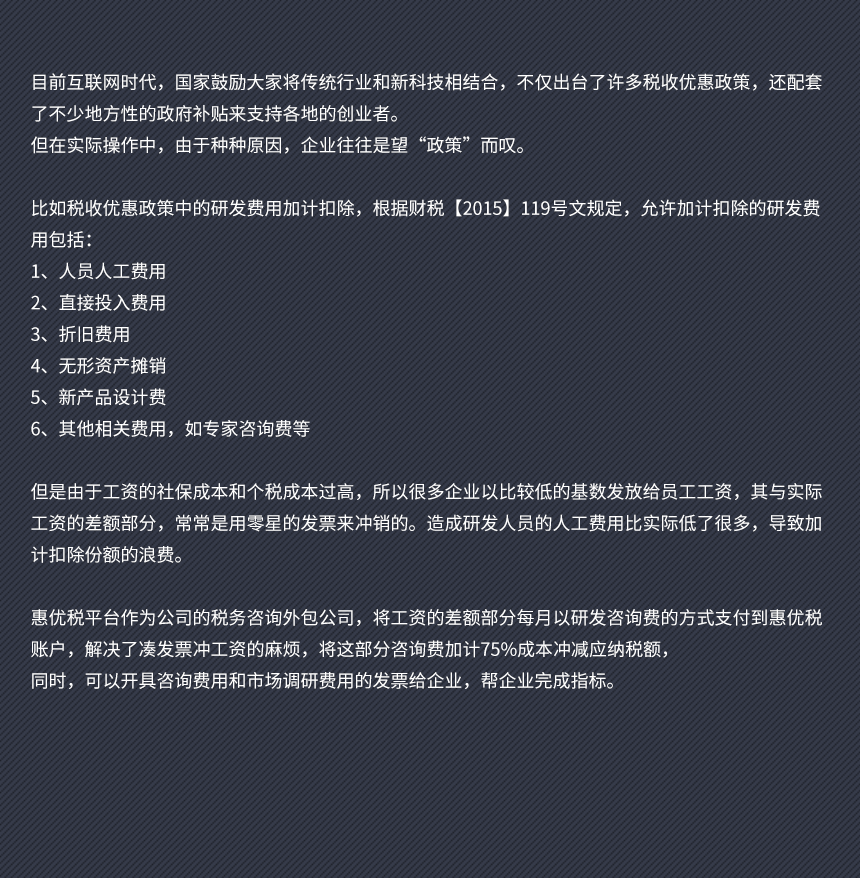 目前互联网时代，国家鼓励大家将传统行业和新科技相结合，不仅出台了许多税收优惠政策，还配套
了不少地方性的政府补贴来支持各地的创业者。
但在实际操作中，由于种种原因，企业往往是望“政策”而叹。
比如税收优惠政策中的研发费用加计扣除，根据财税【2015】119号文规定，允许加计扣除的研发费
用包括：
1、人员人工费用
2、直接投入费用
3、折旧费用
4、无形资产摊销
5、新产品设计费
6、其他相关费用，如专家咨询费等
但是由于工资的社保成本和个税成本过高，所以很多企业以比较低的基数发放给员工工资，其与实际
工资的差额部分，常常是用零星的发票来冲销的。造成研发人员的人工费用比实际低了很多，导致加
计扣除份额的浪费。
惠优税平台作为公司的税务咨询外包公司，将工资的差额部分每月以研发咨询费的方式支付到惠优税
账户，解决了凑发票冲工资的麻烦，将这部分咨询费加计75%成本冲减应纳税额，
同时，可以开具咨询费用和市场调研费用的发票给企业，帮企业完成指标。